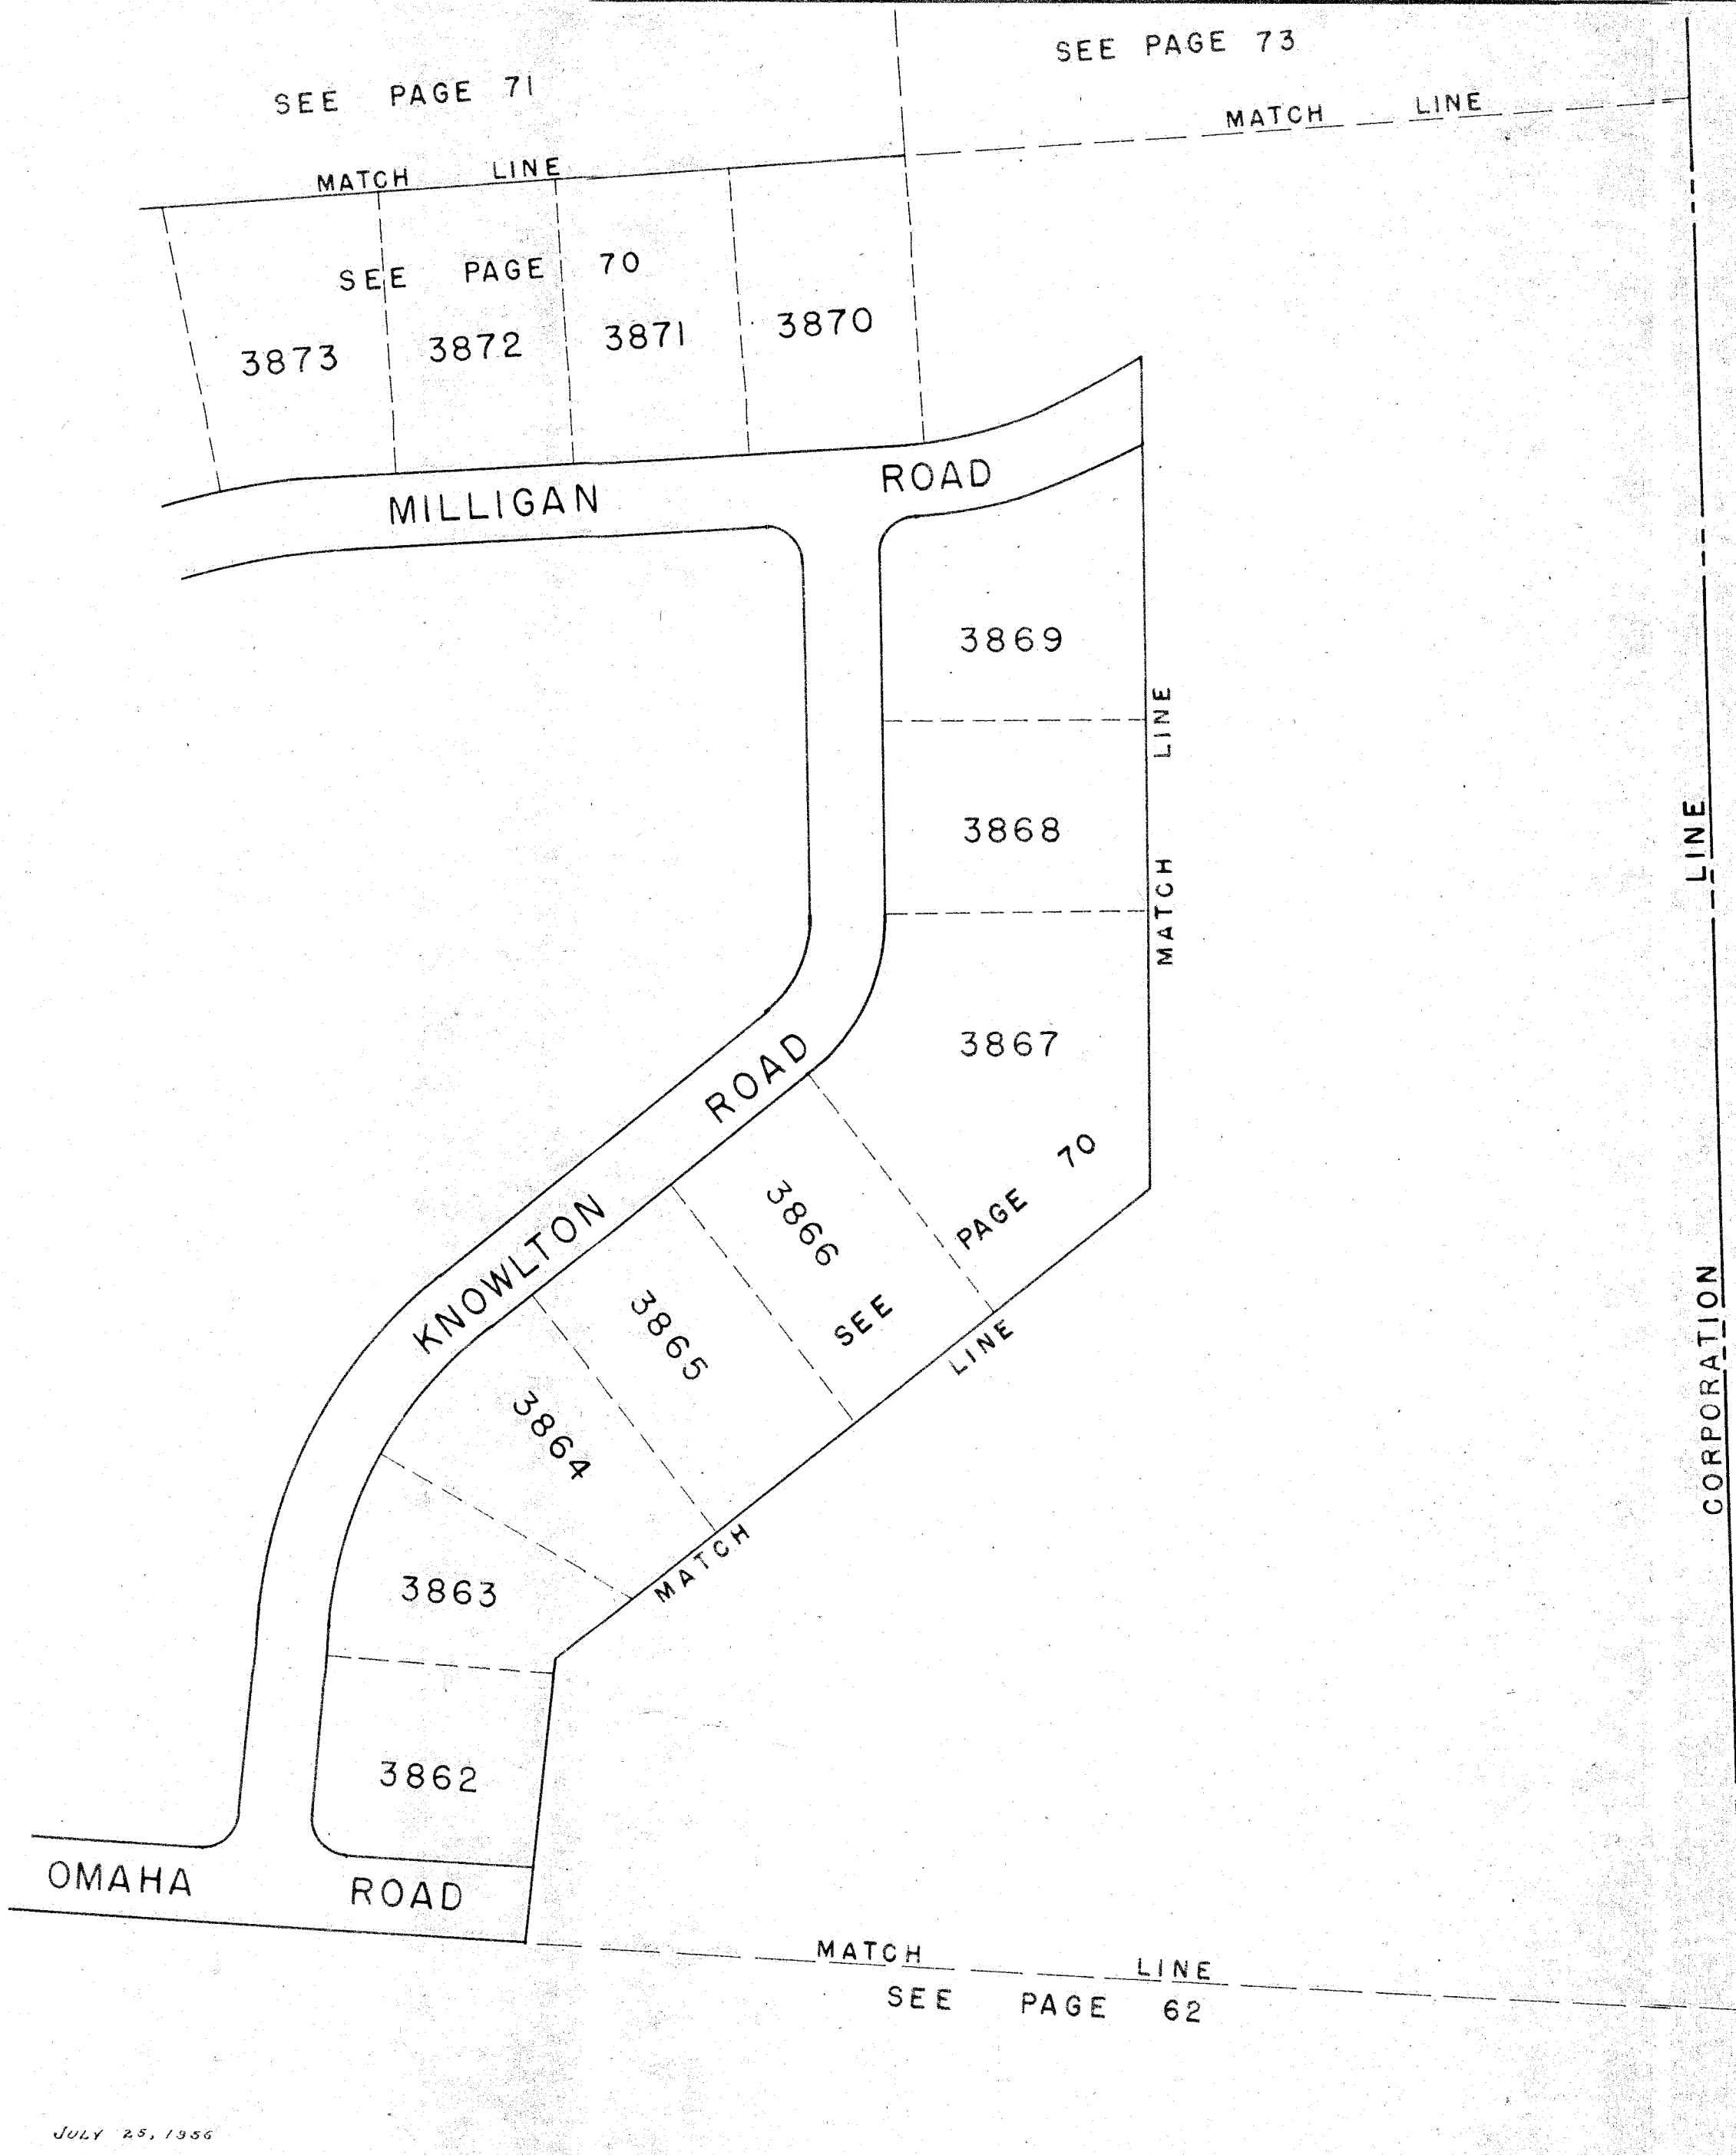 SEE PAGE 73
SEE PAGE 71
MATCH LINE
MATCH LINE
SEE PAGE 70
3873 3872 3871 3870
MILLIGAN ROAD
3869
LINE
MATCH
3868
3867
LINE
CORPORATION
KNOWLTON ROAD
SEE PAGE 70
3866
3865
3864
MATCH LINE
3863
3862
OMAHA ROAD
MATCH LINE
SEE PAGE 62
JULY 25, 1956